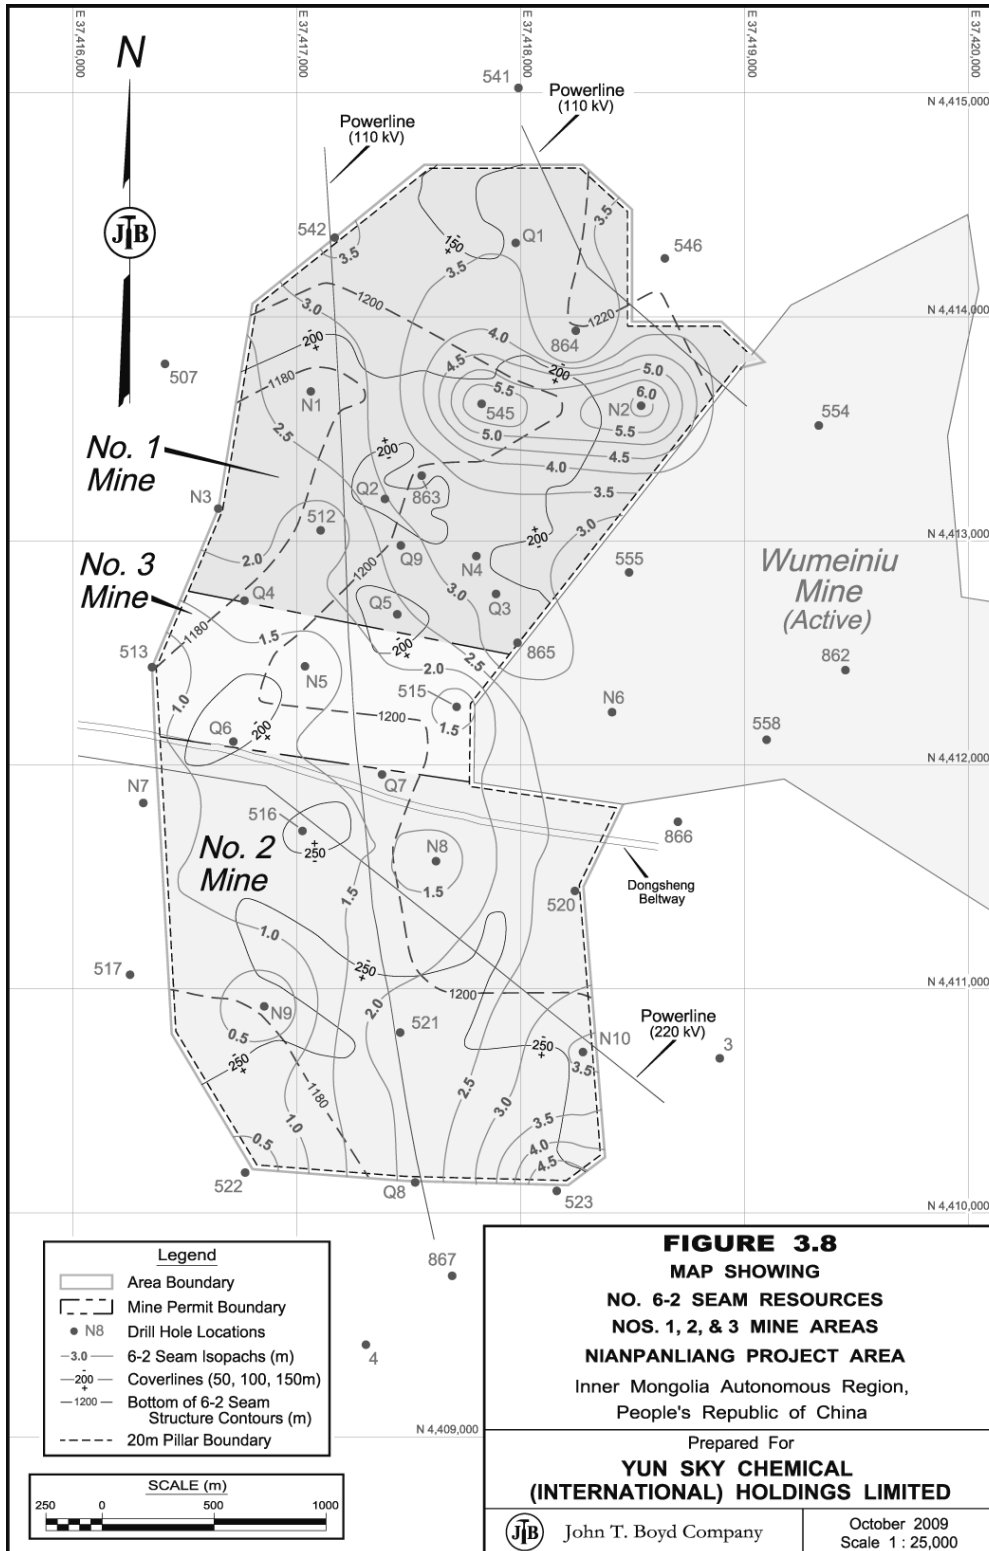 E 37,416,000
E 37,417,000
E 37,418,000
E 37,419,000
E 37,420,000
N
541
Powerline
(110 kV)
Powerline
(110 kV)
N 4,415,000
JTB
542
3.5
-
150
+
Q1
3.5
3.5
546
3.0
1200
1220
N 4,414,000
-
200
+
4.0
864
507
1180
4.5
-
200
+
5.0
N1
5.5
545
N2
6.0
554
2.5
5.0
5.5
No. 1
Mine
+
200
-
4.5
4.0
863
3.5
N3
Q2
512
+
200
-
3.0
N 4,413,000
No. 3
Mine
2.0
1200
Q9
N4
555
Wumeiniu
Mine
(Active)
Q4
Q5
3.0
Q3
1180
1.5
-
200
+
2.5
865
513
N5
2.0
862
1.0
515
N6
Q6
-
200
+
1200
1.5
558
N 4,412,000
Q7
N7
516
+
250
-
No. 2
Mine
N8
866
1.5
1.5
Dongsheng
Beltway
520
1.0
-
250
+
517
1200
N 4,411,000
N9
2.0
Powerline
(220 kV)
0.5
521
-
250
+
N10
3
-
250
+
3.5
1180
2.5
3.0
1.0
3.5
0.5
4.0
4.5
522
Q8
523
N 4,410,000
867
4
N 4,409,000
Legend
Area Boundary
Mine Permit Boundary
N8 Drill Hole Locations
3.0 6-2 Seam Isopachs (m)
-
200 Coverlines (50, 100, 150m)
+
1200 Bottom of 6-2 Seam
Structure Contours (m)
20m Pillar Boundary
SCALE (m)
250 0 500 1000
FIGURE 3.8
MAP SHOWING
NO. 6-2 SEAM RESOURCES
NOS. 1, 2, & 3 MINE AREAS
NIANPANLIANG PROJECT AREA
Inner Mongolia Autonomous Region,
People's Republic of China
Prepared For
YUN SKY CHEMICAL
(INTERNATIONAL) HOLDINGS LIMITED
JTB John T. Boyd Company
October 2009
Scale 1 : 25,000